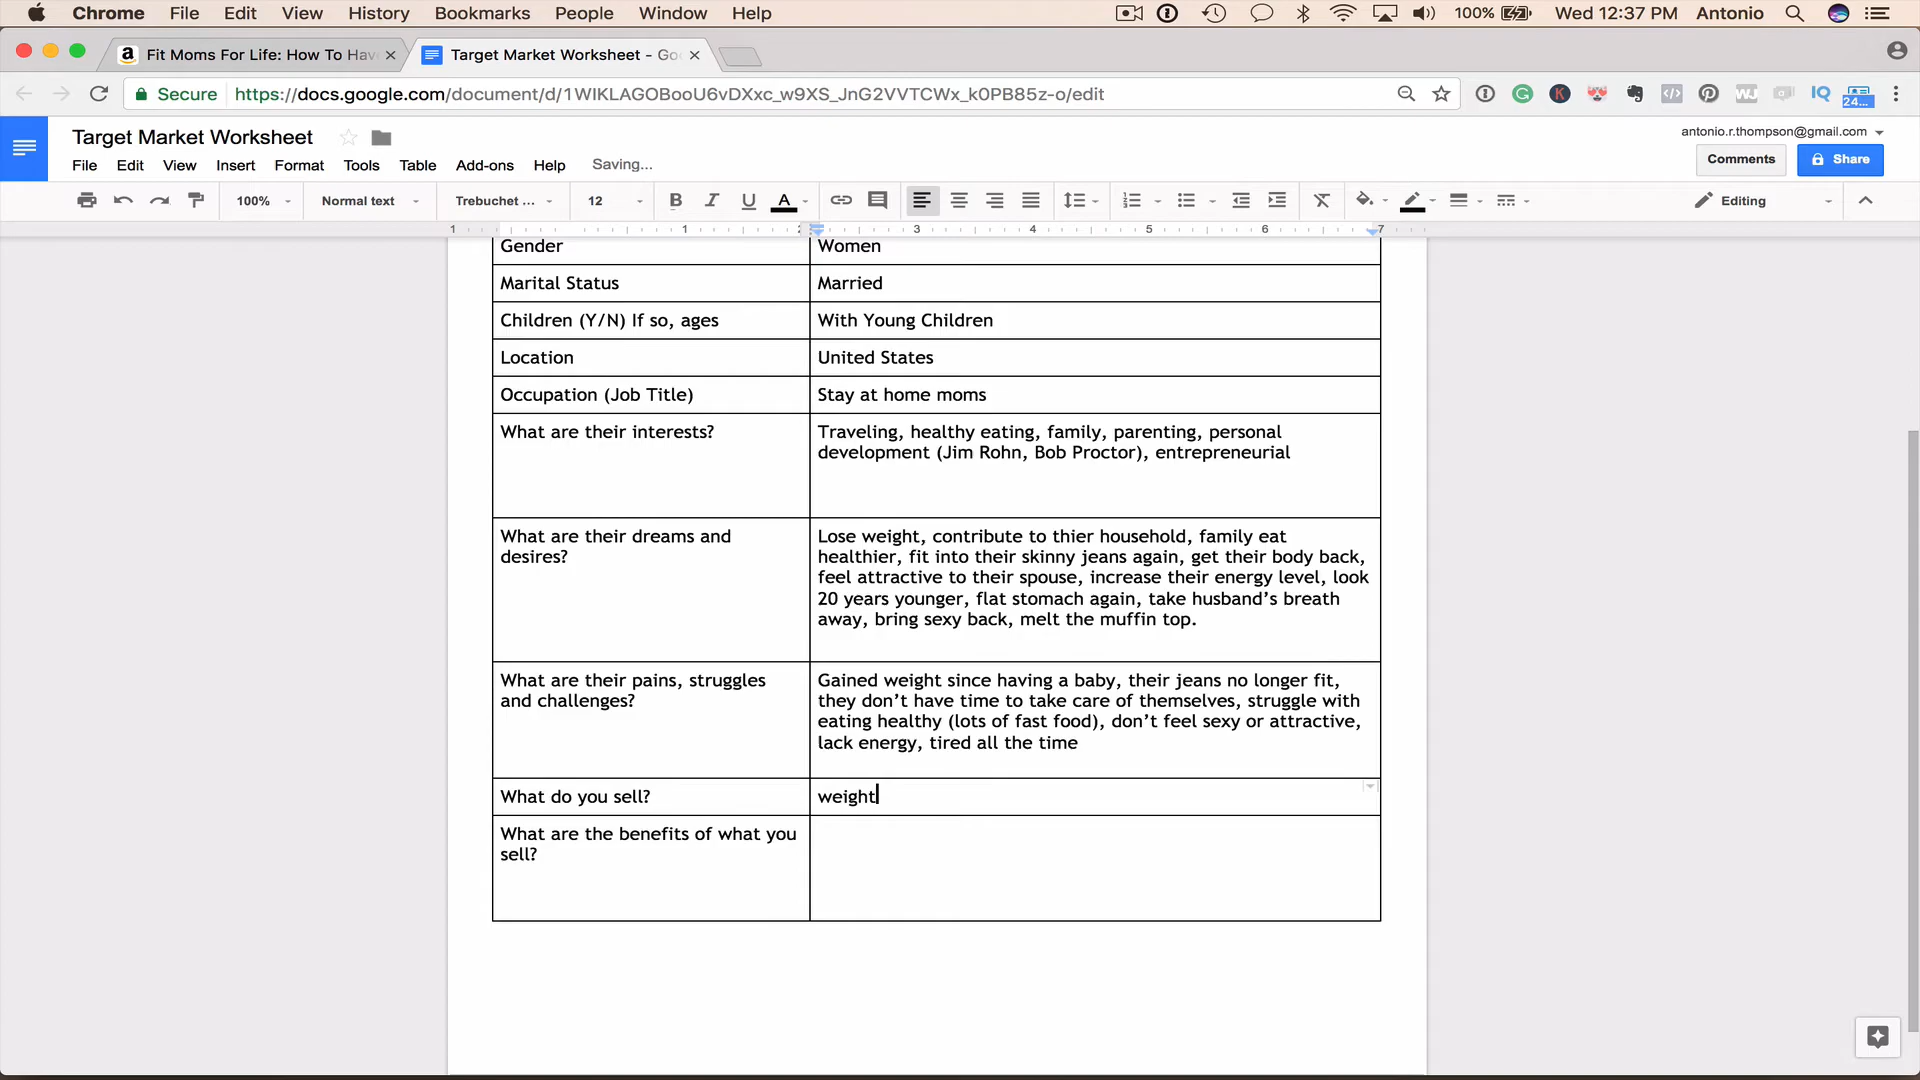 Chrome File Edit View History Bookmarks People Window Help 100% Wed 12:37 PM Antonio
Fit Moms For Life: How To Hav
Target Market Worksheet - Goo
Secure https://docs.google.com/document/d/1WIKLAGOBooU6vDXxc_w9XS_JnG2VVTCWx_k0PB85z-o/edit
Target Market Worksheet
antonio.r.thompson@gmail.com
File Edit View Insert Format Tools Table Add-ons Help Saving...
Comments Share
100% Normal text Trebuchet ... 12 B I U A Editing
1 1 2 3 4 5 6 7
Gender Women
Marital Status Married
Children (Y/N) If so, ages With Young Children
Location United States
Occupation (Job Title) Stay at home moms
What are their interests?
Traveling, healthy eating, family, parenting, personal
development (Jim Rohn, Bob Proctor), entrepreneurial
What are their dreams and
desires?
Lose weight, contribute to thier household, family eat
healthier, fit into their skinny jeans again, get their body back,
feel attractive to their spouse, increase their energy level, look
20 years younger, flat stomach again, take husband’s breath
away, bring sexy back, melt the muffin top.
What are their pains, struggles
and challenges?
Gained weight since having a baby, their jeans no longer fit,
they don’t have time to take care of themselves, struggle with
eating healthy (lots of fast food), don’t feel sexy or attractive,
lack energy, tired all the time
What do you sell? weight
What are the benefits of what you
sell?